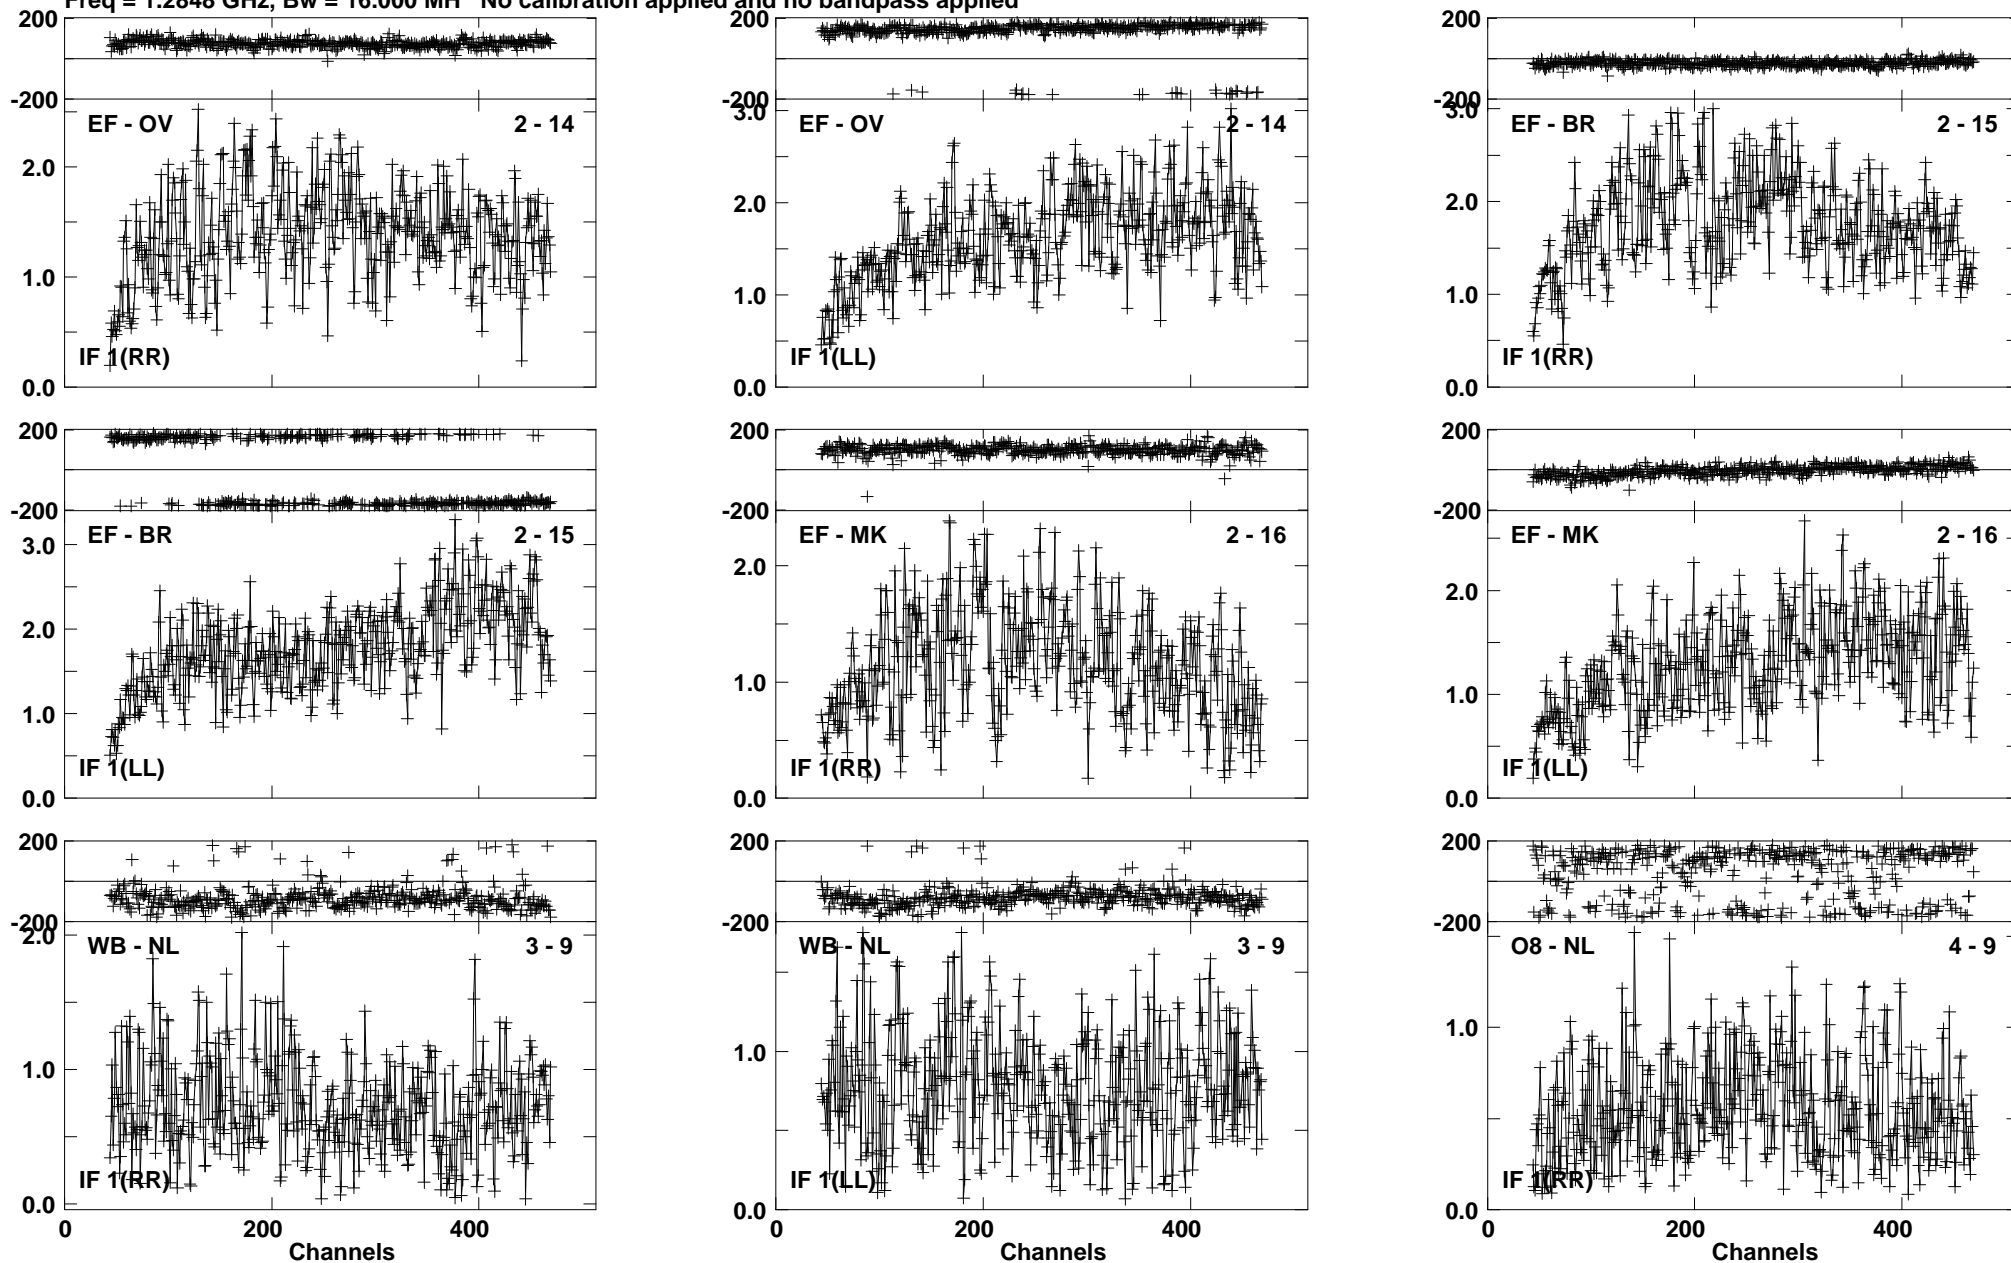 Freq = 1.2848 GHz, Bw = 16.000 MH No calibration applied and no bandpass applied
200
-200
EF - OV 2 - 14
2.0
1.0
IF 1(RR)
0.0
200
-200
3.0
EF - OV 2 - 14
2.0
1.0
IF 1(LL)
0.0
200
-200
3.0
EF - BR 2 - 15
2.0
1.0
IF 1(RR)
0.0
200
-200
EF - BR 2 - 15
3.0
2.0
1.0
IF 1(LL)
0.0
200
-200
EF - MK 2 - 16
2.0
1.0
IF 1(RR)
0.0
200
-200
EF - MK 2 - 16
2.0
1.0
IF 1(LL)
0.0
200
-200
2.0
WB - NL 3 - 9
1.0
IF 1(RR)
0.0
0 200 400
Channels
200
-200
WB - NL 3 - 9
1.0
IF 1(LL)
0.0
0 200 400
Channels
200
-200
O8 - NL 4 - 9
1.0
IF 1(RR)
0.0
0 200 400
Channels